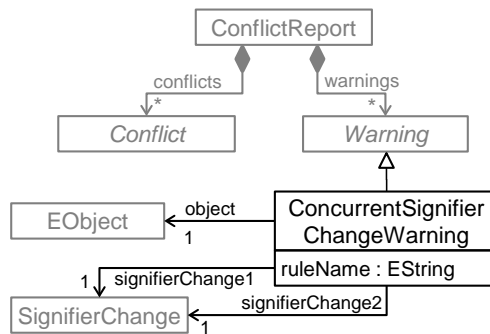 ConflictReport
conflicts
warnings
*
*
Conflict
Warning
object
1
EObject
ConcurrentSignifier
ChangeWarning
ruleName : EString
1
signifierChange1
signifierChange2
1
SignifierChange